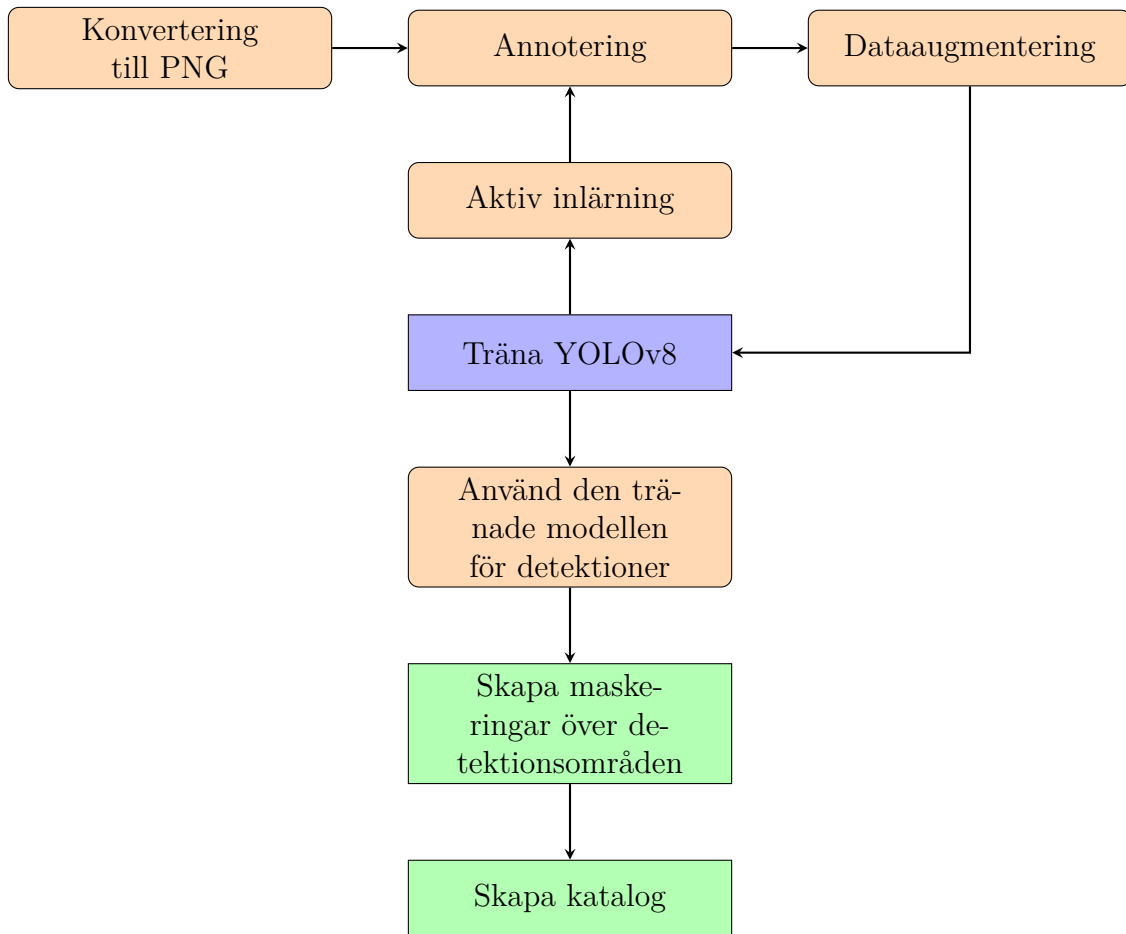 Konvertering
till PNG
Annotering
Dataaugmentering
Aktiv inlärning
Träna YOLOv8
Använd den trä-
nade modellen
för detektioner
Skapa maske-
ringar över de-
tektionsområden
Skapa katalog